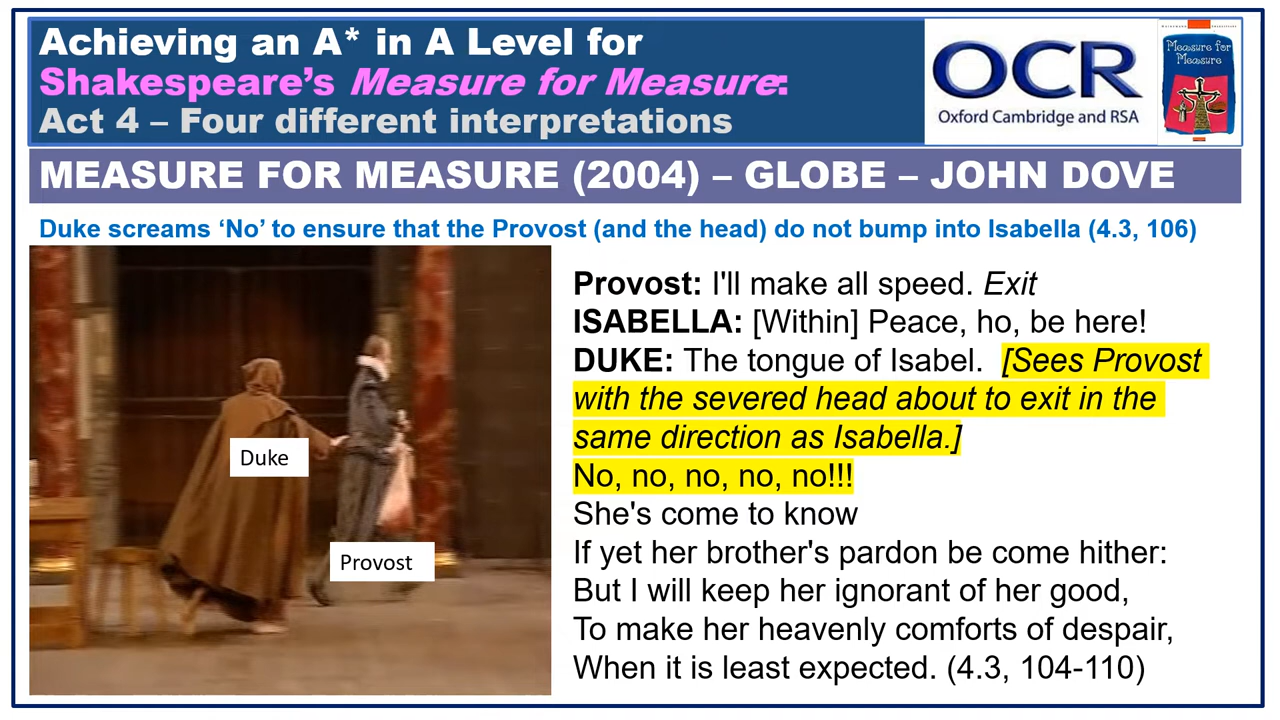 Achieving an A* in A Level for
Shakespeare's Measure for Measure:
Act 4 – Four different interpretations
OCR
Oxford Cambridge and RSA
Measure for
Measure
MEASURE FOR MEASURE (2004) – GLOBE – JOHN DOVE
Duke screams 'No' to ensure that the Provost (and the head) do not bump into Isabella (4.3, 106)
Duke
Provost
Provost: I'll make all speed. Exit
ISABELLA: [Within] Peace, ho, be here!
DUKE: The tongue of Isabel. [Sees Provost
with the severed head about to exit in the
same direction as Isabella.]
No, no, no, no, no!!!
She's come to know
If yet her brother's pardon be come hither:
But I will keep her ignorant of her good,
To make her heavenly comforts of despair,
When it is least expected. (4.3, 104-110)